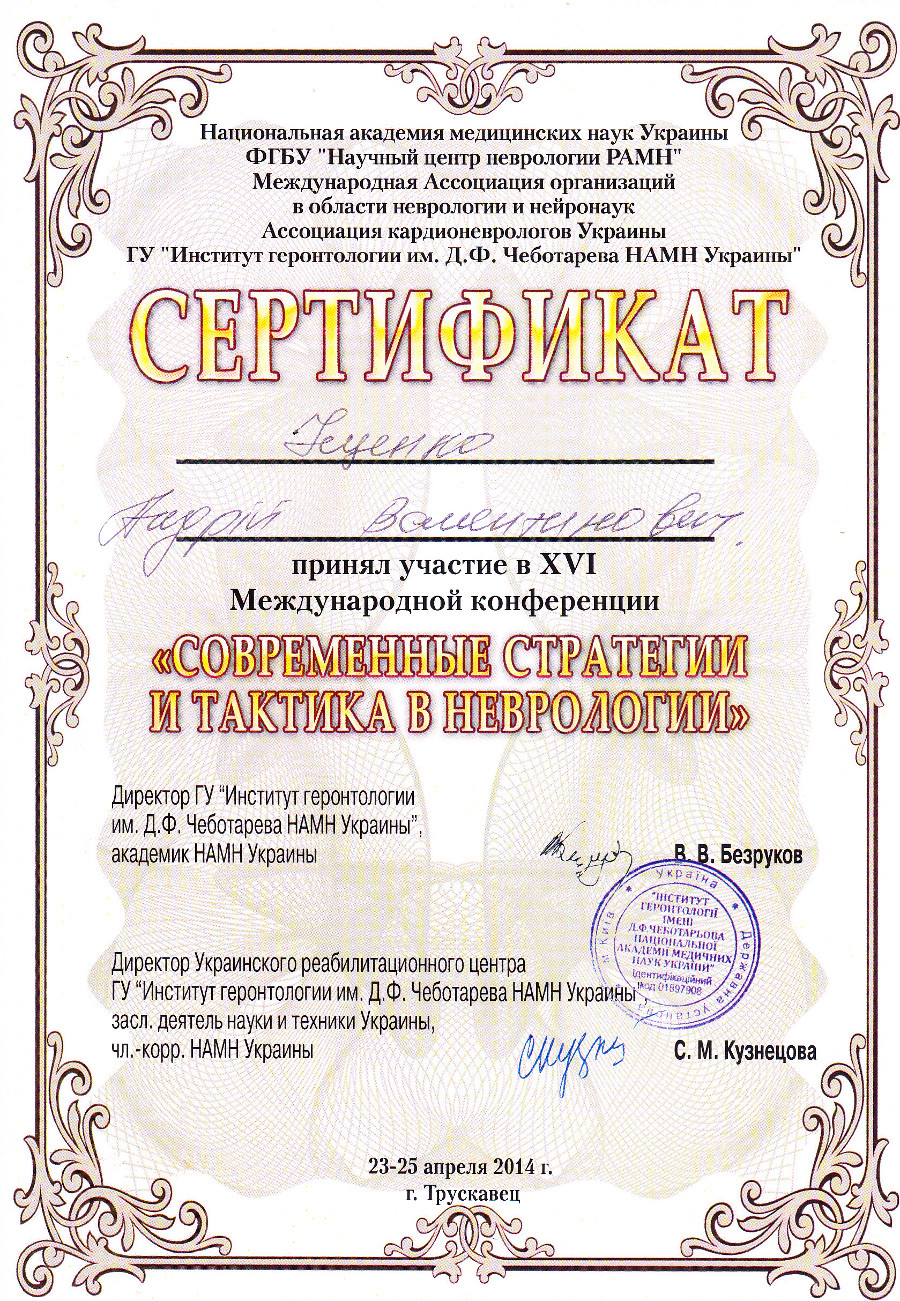 Национальная академия медицинских наук Украины
ФГБУ "Научный центр неврологии РАМН"
Международная Ассоциация организаций
в области неврологии и нейронаук
Ассоциация кардионеврологов Украины
ГУ "Институт геронтологии им. Д.Ф. Чеботарева НАМН Украины"
СЕРТИФИКАТ
Валентинович
принял участие в XVI
Международной конференции
«СОВРЕМЕННЫЕ СТРАТЕГИИ
И ТАКТИКА В НЕВРОЛОГИИ»
Директор ГУ “Институт геронтологии
им. Д.Ф. Чеботарева НАМН Украины”,
академик НАМН Украины
В. В. Безруков
Україна
Державна установа
м Київ
"ІНСТИТУТ
ГЕРОНТОЛОГІЇ
ІМЕНІ
Д.Ф.ЧЕБОТАРЬОВА
НАЦІОНАЛЬНОЇ
АКАДЕМІЇ МЕДИЧНИХ
НАУК УКРАЇНИ"
Ідентифікаційний
код 01897908
Директор Украинского реабилитационного центра
ГУ “Институт геронтологии им. Д.Ф. Чеботарева НАМН Украины”,
засл. деятель науки и техники Украины,
чл.-корр. НАМН Украины
С. М. Кузнецова
23-25 апреля 2014 г.
г. Трускавец